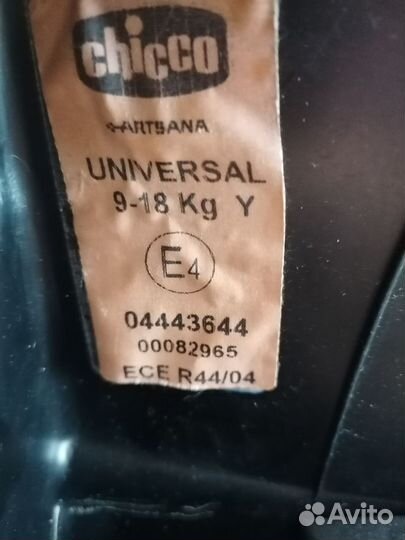 chicco
ARTSANA
UNIVERSAL
9-18 Kg Y
E4
04443644
00082965
ECE R44/04
Avito